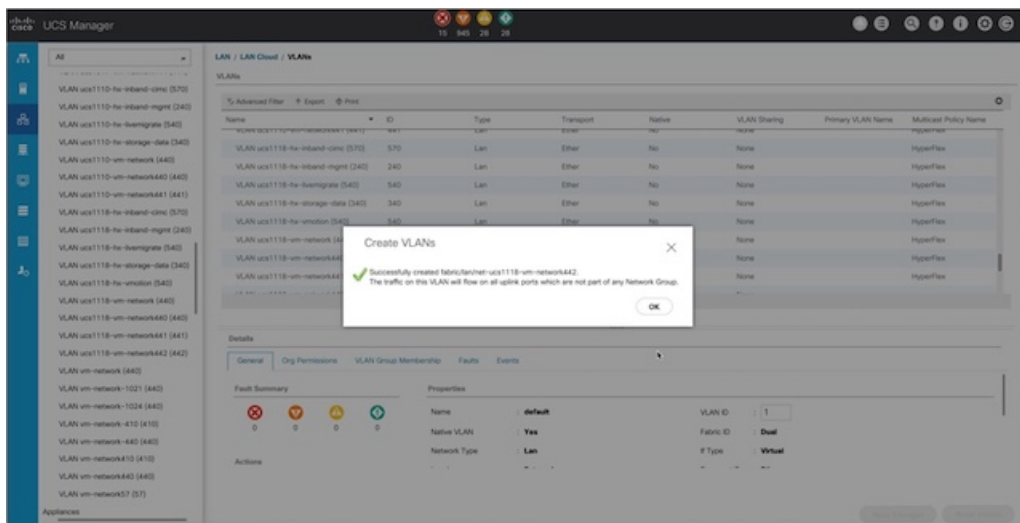 CISCO UCS Manager
15 945 28 28
All
LAN / LAN Cloud / VLANs
VLANs
Advanced Filter Export Print
Name ID Type Transport Native VLAN Sharing Primary VLAN Name Multicast Policy Name
VLAN ucs1118-hx-inband-cimc (570) 570 Lan Ether No None HyperFlex
VLAN ucs1118-hx-inband-mgmt (240) 240 Lan Ether No None HyperFlex
VLAN ucs1118-hx-livemigrate (540) 540 Lan Ether No None HyperFlex
VLAN ucs1118-hx-storage-data (340) 340 Lan Ether No None HyperFlex
VLAN ucs1118-hx-vmotion (540) 540 Lan Ether No None HyperFlex
VLAN ucs1118-vm-network HyperFlex
VLAN ucs1118-vm-network440 HyperFlex
VLAN ucs1118-vm-network HyperFlex
VLAN ucs1110-hx-inband-cimc (570)
VLAN ucs1110-hx-inband-mgmt (240)
VLAN ucs1110-hx-livemigrate (540)
VLAN ucs1110-hx-storage-data (340)
VLAN ucs1110-vm-network (440)
VLAN ucs1110-vm-network440 (440)
VLAN ucs1110-vm-network441 (441)
VLAN ucs1118-hx-inband-cimc (570)
VLAN ucs1118-hx-inband-mgmt (240)
VLAN ucs1118-hx-livemigrate (540)
VLAN ucs1118-hx-storage-data (340)
VLAN ucs1118-hx-vmotion (540)
VLAN ucs1118-vm-network (440)
VLAN ucs1118-vm-network440 (440)
VLAN ucs1118-vm-network441 (441)
VLAN ucs1118-vm-network442 (442)
VLAN vm-network (440)
VLAN vm-network-1021 (440)
VLAN vm-network-1024 (440)
VLAN vm-network-410 (410)
VLAN vm-network-440 (440)
VLAN vm-network410 (410)
VLAN vm-network440 (440)
VLAN vm-network57 (57)
Appliances
Create VLANs
Successfully created fabric/lan/net-ucs1118-vm-network442.
The traffic on this VLAN will flow on all uplink ports which are not part of any Network Group.
OK
Details
General Org Permissions VLAN Group Membership Faults Events
Fault Summary
0 0 0 0
Actions
Properties
Name : default VLAN ID : 1
Native VLAN : Yes Fabric ID : Dual
Network Type : Lan If Type : Virtual